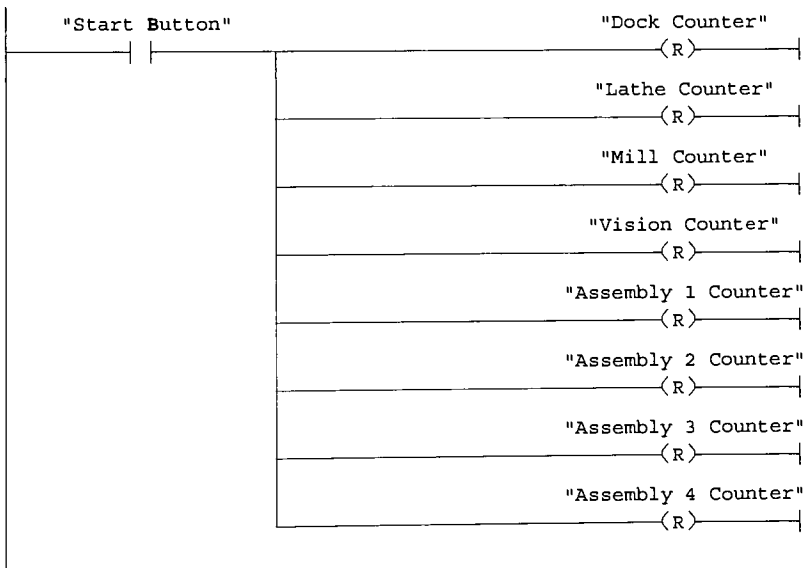 "Start Button" "Dock Counter"
(R)
"Lathe Counter"
(R)
"Mill Counter"
(R)
"Vision Counter"
(R)
"Assembly 1 Counter"
(R)
"Assembly 2 Counter"
(R)
"Assembly 3 Counter"
(R)
"Assembly 4 Counter"
(R)